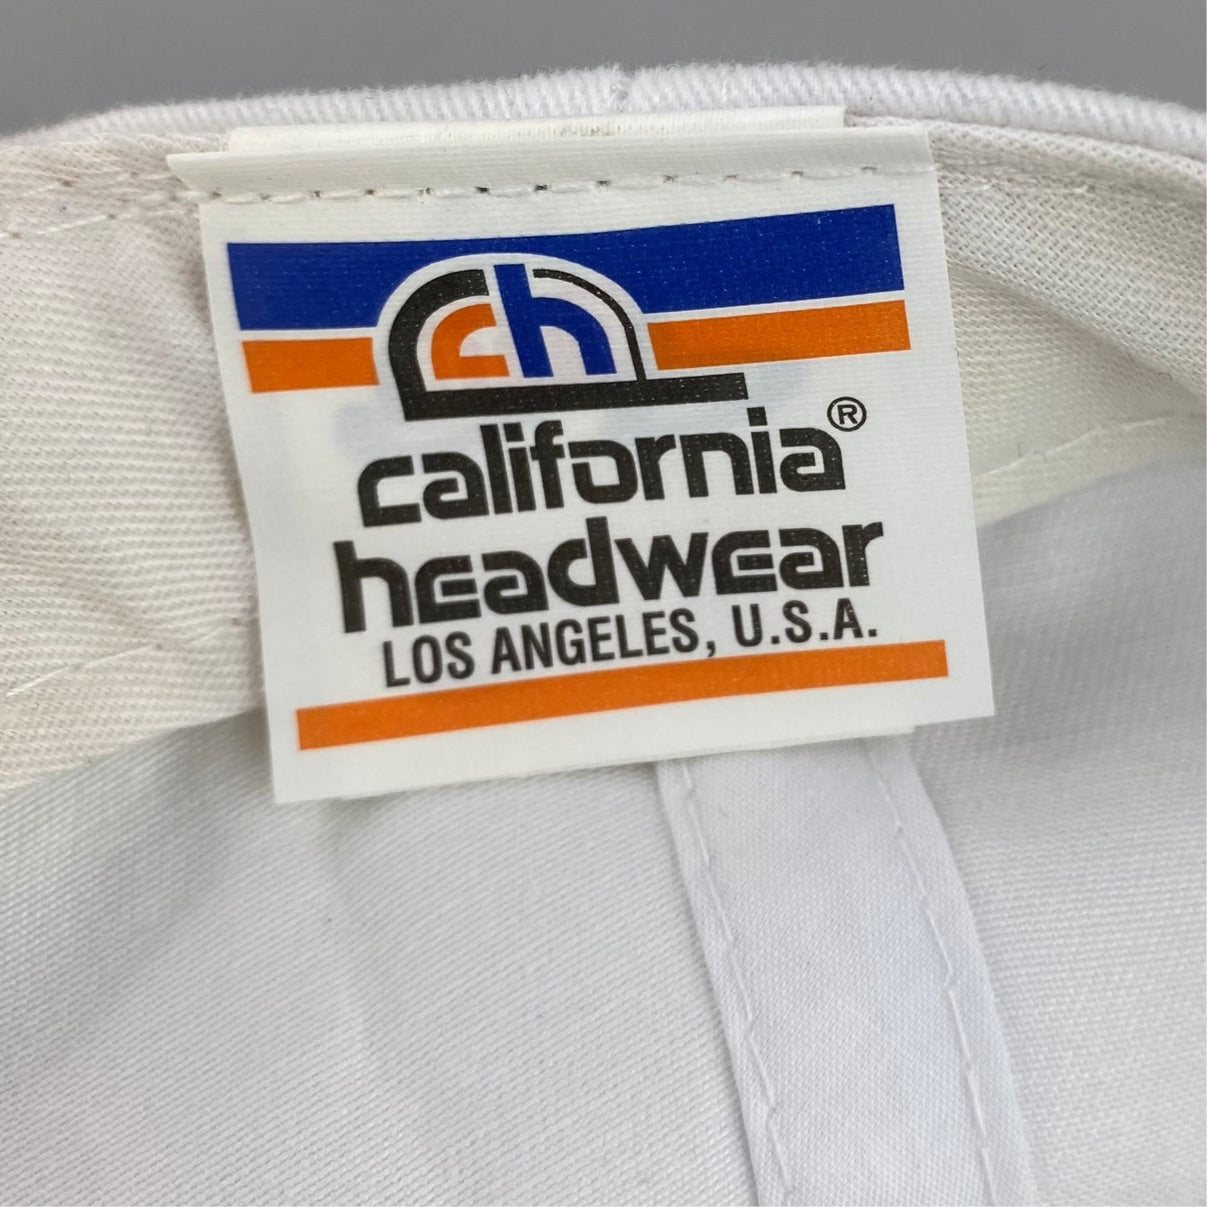 ch
california®
headwear
LOS ANGELES, U.S.A.